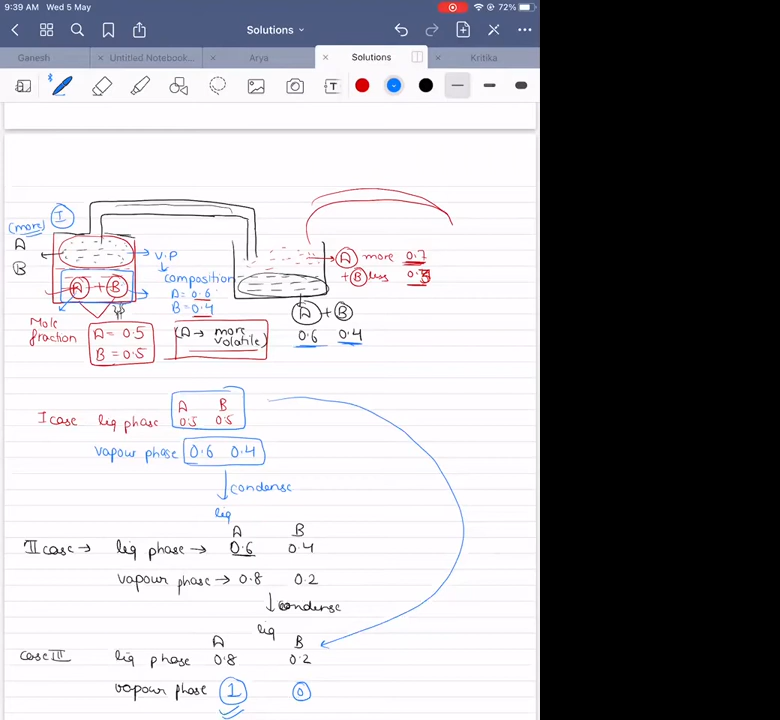 9:39 AM Wed 5 May
72%
Solutions
Ganesh
Untitled Notebook...
Arya
Solutions
Kritika
(more)
I
A
B
V.P
composition
A = 0.6
B = 0.4
A + B
A more 0.7
+ B less
A + B
0.6 0.4
Mole
fraction
A = 0.5
B = 0.5
(A → more
volatile)
A B
I case liq phase 0.5 0.5
vapour phase 0.6 0.4
condense
liq
A B
II case → liq phase → 0.6 0.4
vapour phase → 0.8 0.2
condense
liq
A B
case III liq phase 0.8 0.2
vapour phase 1 0